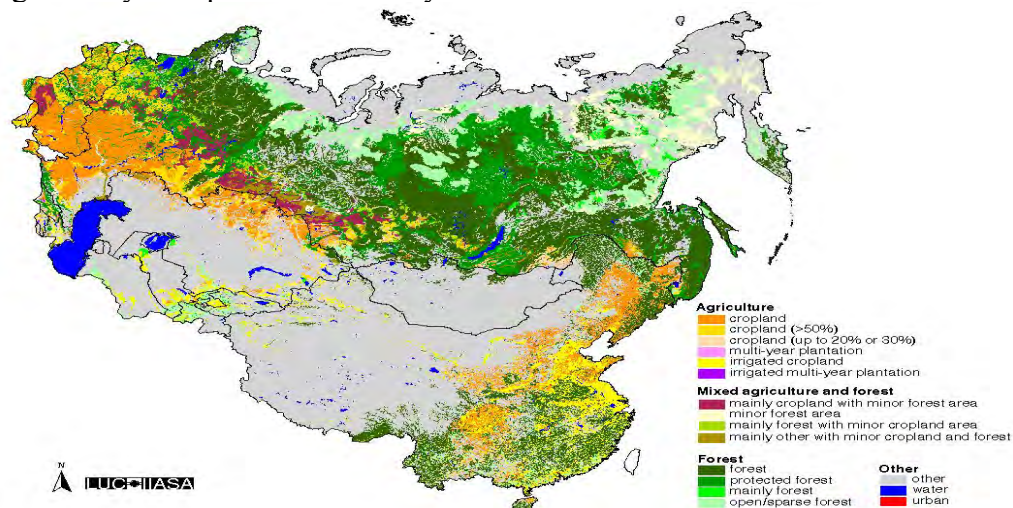 N
LUC IIASA
Agriculture
cropland
cropland (>50%)
cropland (up to 20% or 30%)
multi-year plantation
irrigated cropland
irrigated multi-year plantation
Mixed agriculture and forest
mainly cropland with minor forest area
minor forest area
mainly forest with minor cropland area
mainly other with minor cropland and forest
Forest
forest
protected forest
mainly forest
open/sparse forest
Other
other
water
urban